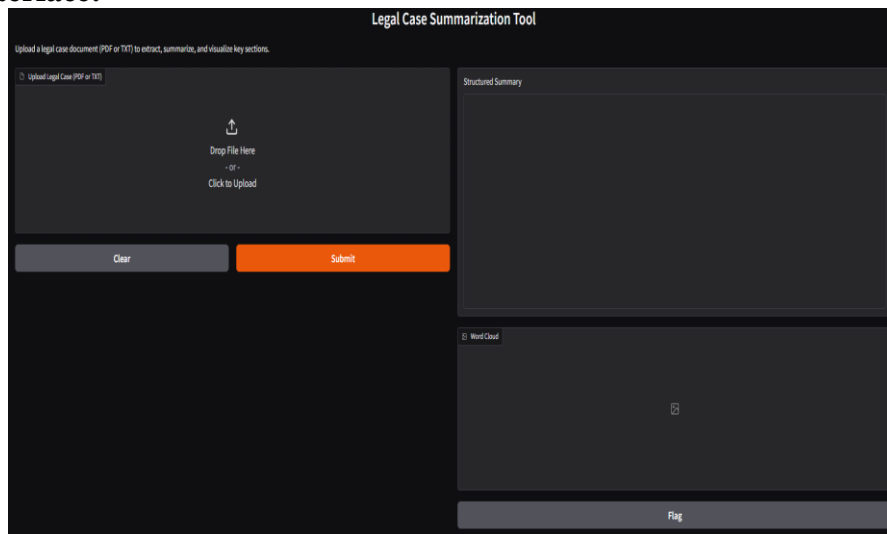 Legal Case Summarization Tool
Upload a legal case document (PDF or TXT) to extract, summarize, and visualize key sections.
Upload Legal Case (PDF or TXT)
Drop File Here
- or -
Click to Upload
Clear
Submit
Structured Summary
Word Cloud
Flag